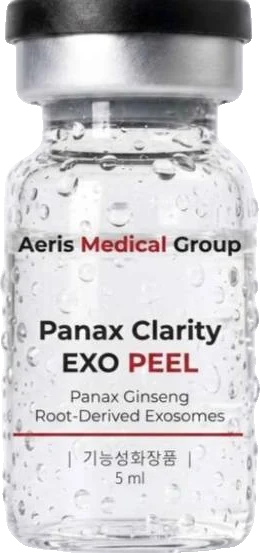 Aeris Medical Group
Panax Clarity
EXO PEEL
Panax Ginseng
Root-Derived Exosomes
| 기능성화장품 |
5 ml